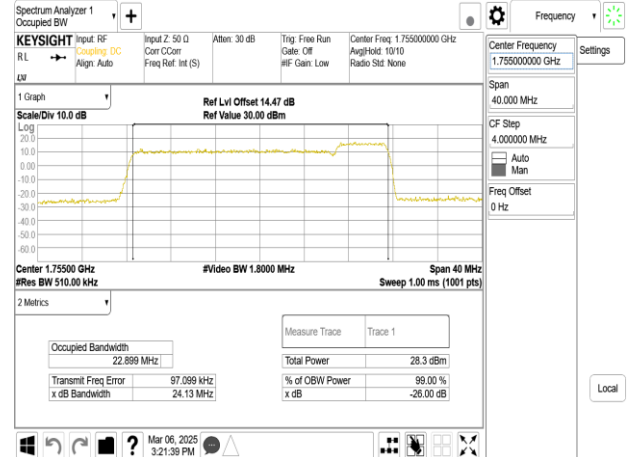 Spectrum Analyzer 1
Occupied BW
Frequency
KEYSIGHT
RL
Input: RF
Coupling: DC
Align: Auto
Input Z: 50 Ω
Corr CCorr
Freq Ref: Int (S)
Atten: 30 dB
Trig: Free Run
Gate: Off
#IF Gain: Low
Center Freq: 1.755000000 GHz
Avg|Hold: 10/10
Radio Std: None
Center Frequency
1.755000000 GHz
Settings
Span
40.000 MHz
CF Step
4.000000 MHz
Auto
Man
Freq Offset
0 Hz
Local
1 Graph
Scale/Div 10.0 dB
Ref Lvl Offset 14.47 dB
Ref Value 30.00 dBm
Log
20.0
10.0
0.00
-10.0
-20.0
-30.0
-40.0
-50.0
-60.0
Center 1.75500 GHz
#Res BW 510.00 kHz
#Video BW 1.8000 MHz
Span 40 MHz
Sweep 1.00 ms (1001 pts)
2 Metrics
Occupied Bandwidth
22.899 MHz
Transmit Freq Error 97.099 kHz
x dB Bandwidth 24.13 MHz
Measure Trace Trace 1
Total Power 28.3 dBm
% of OBW Power 99.00 %
x dB -26.00 dB
Mar 06, 2025
3:21:39 PM